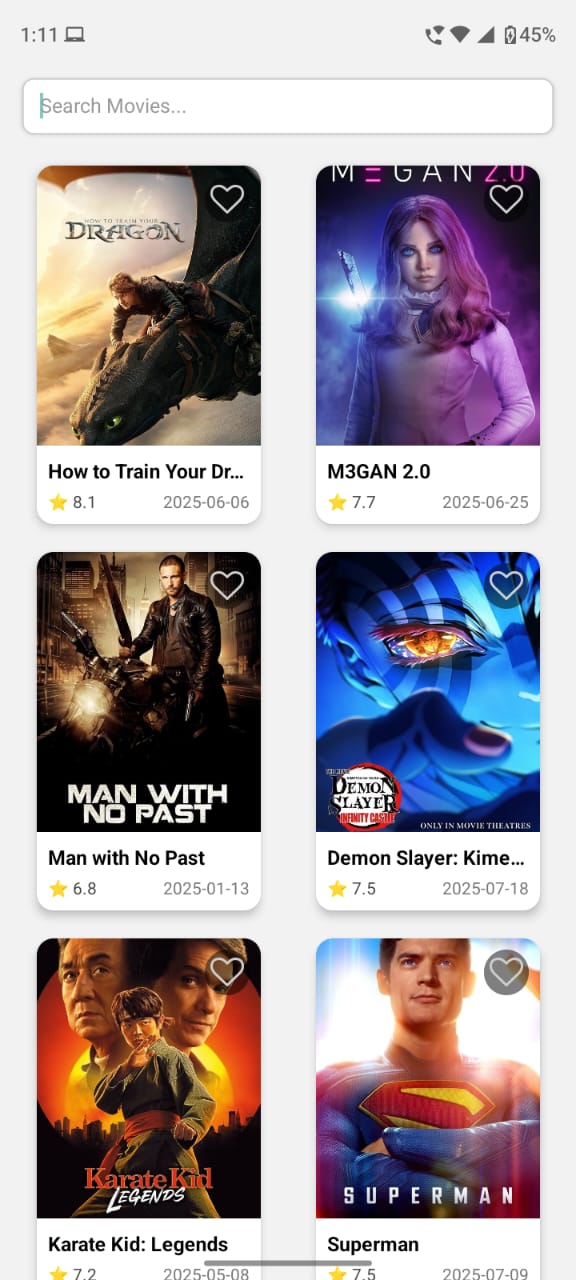 1:11 45%
Search Movies...
HOW TO TRAIN YOUR
DRAGON
M Ξ G A N 2.0
How to Train Your Dr...
⭐ 8.1 2025-06-06
M3GAN 2.0
⭐ 7.7 2025-06-25
MAN WITH
NO PAST
DEMON
SLAYER
INFINITY CASTLE
ONLY IN MOVIE THEATRES
Man with No Past
⭐ 6.8 2025-01-13
Demon Slayer: Kime...
⭐ 7.5 2025-07-18
Karate Kid
LEGENDS
SUPERMAN
Karate Kid: Legends
7.2 2025-05-08
Superman
7.5 2025-07-09